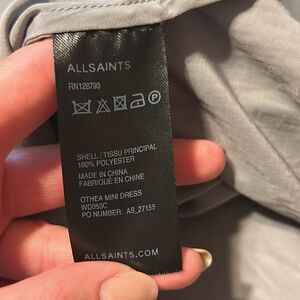 ALLSAINTS
RN128793
P
SHELL / TISSU PRINCIPAL
100% POLYESTER
MADE IN CHINA
FABRIQUÉ EN CHINE
OTHEA MINI DRESS
WD053C
PO NUMBER: AS_27155
ALLSAINTS.COM